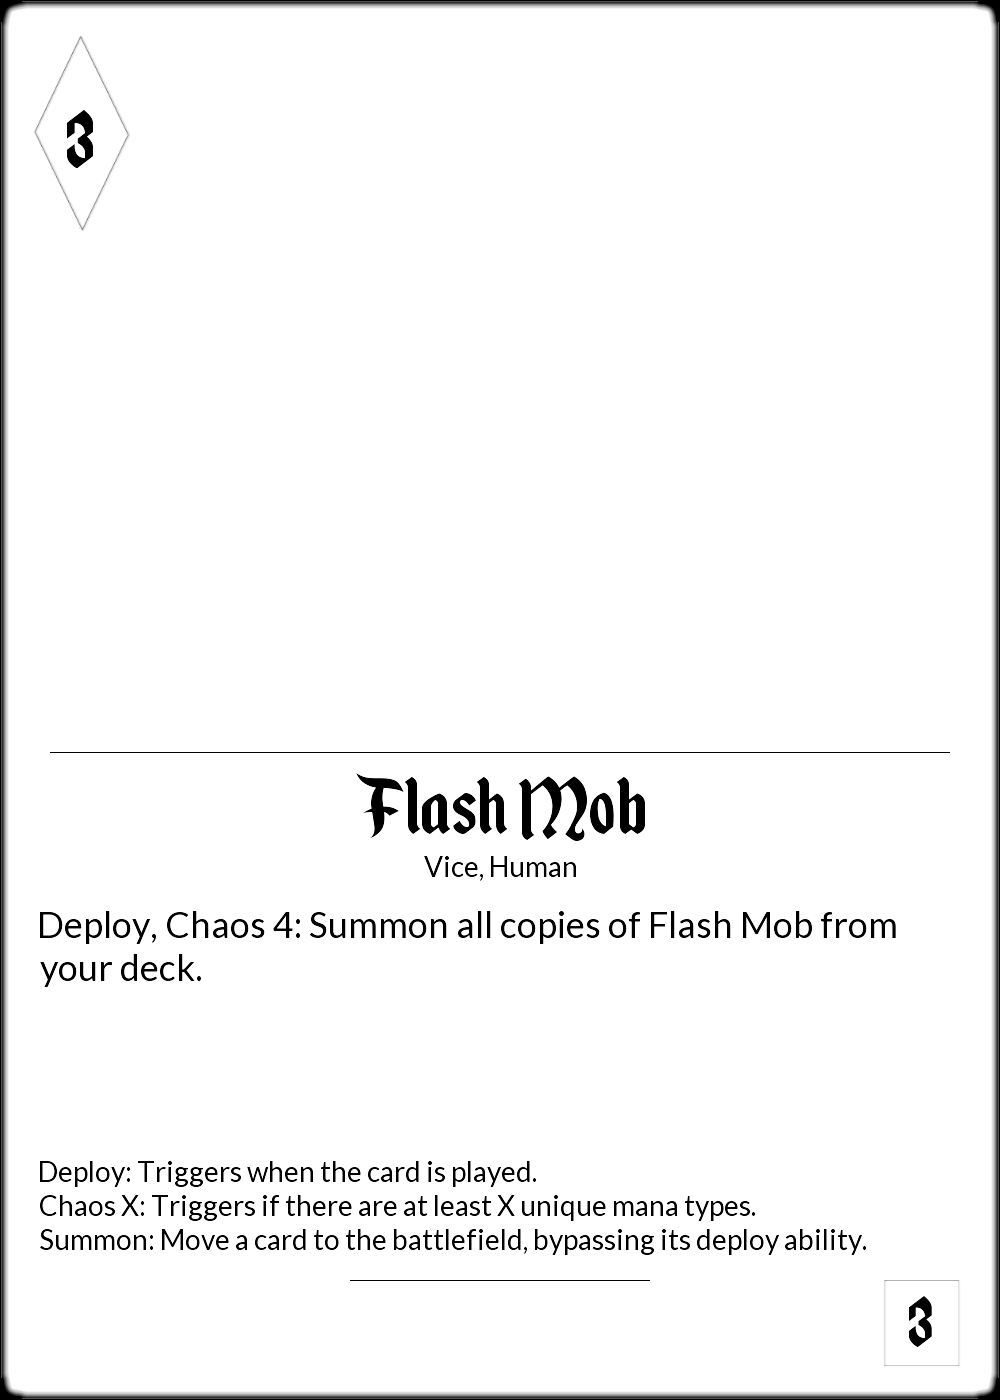 3
Flash Mob
Vice, Human
Deploy, Chaos 4: Summon all copies of Flash Mob from
your deck.
Deploy: Triggers when the card is played.
Chaos X: Triggers if there are at least X unique mana types.
Summon: Move a card to the battlefield, bypassing its deploy ability.
3